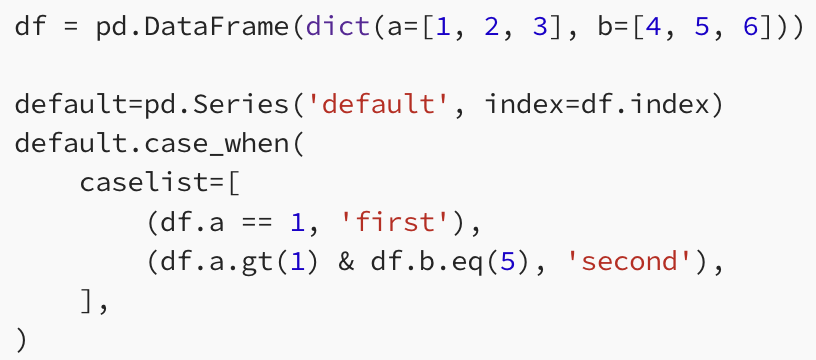 df = pd.DataFrame(dict(a=[1, 2, 3], b=[4, 5, 6]))

default=pd.Series('default', index=df.index)
default.case_when(
    caselist=[
        (df.a == 1, 'first'),
        (df.a.gt(1) & df.b.eq(5), 'second'),
    ],
)